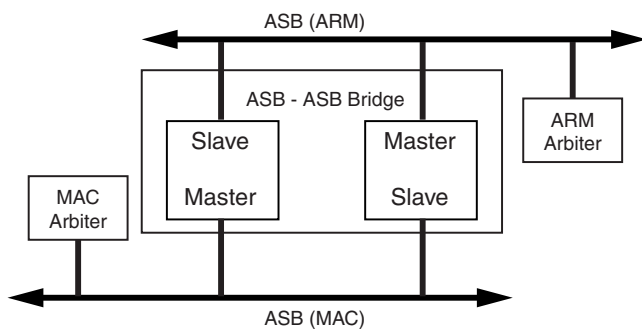 ASB (ARM)
ASB - ASB Bridge
Slave
Master
Master
Slave
ARM
Arbiter
MAC
Arbiter
ASB (MAC)